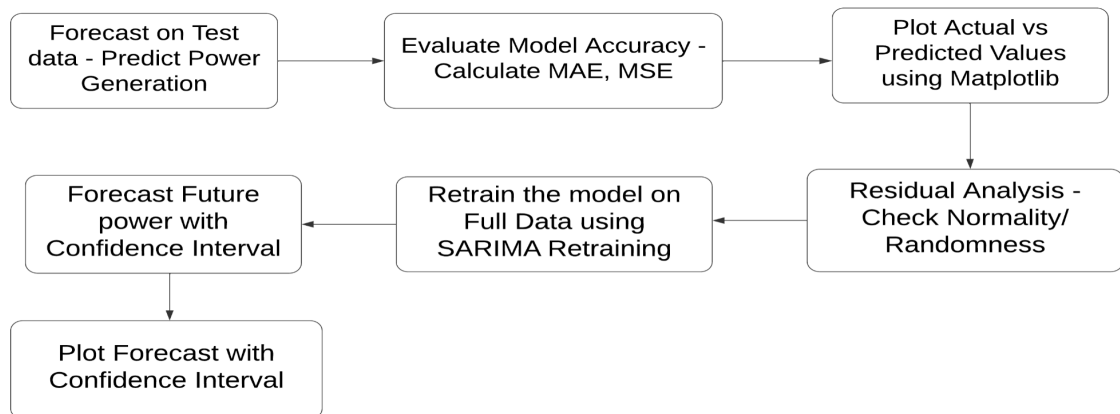 Forecast on Test
data - Predict Power
Generation
Evaluate Model Accuracy -
Calculate MAE, MSE
Plot Actual vs
Predicted Values
using Matplotlib
Residual Analysis -
Check Normality/
Randomness
Retrain the model on
Full Data using
SARIMA Retraining
Forecast Future
power with
Confidence Interval
Plot Forecast with
Confidence Interval